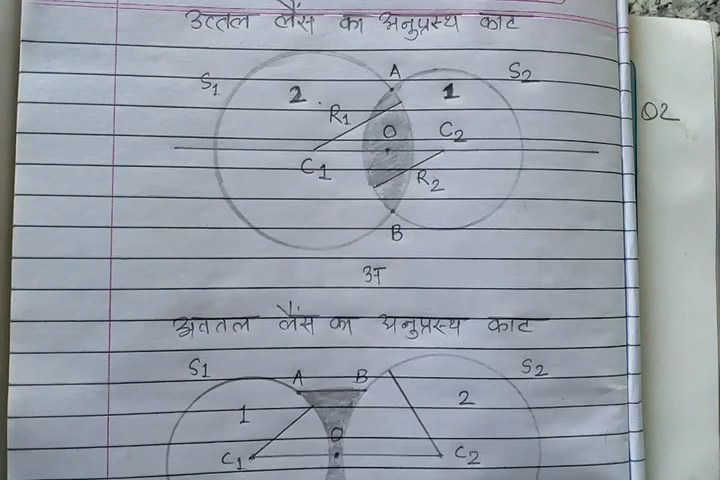 उत्तल लैंस का अनुप्रस्थ काट
A
S1 S2
2. 1
R1
O C2
C1
R2
B
अ
अवतल लैंस का अनुप्रस्थ काट
S1 A B S2
1 2
O
C1 C2
02